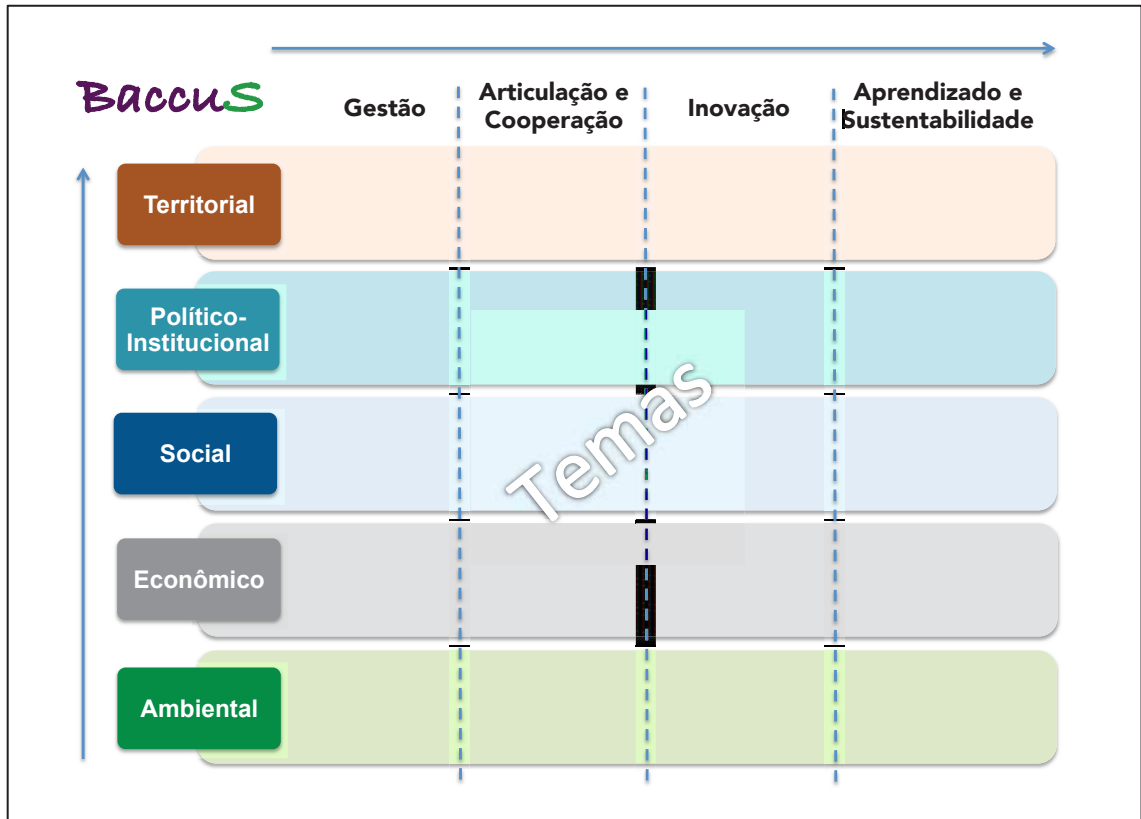 BaccuS
Gestão
Articulação e
Cooperação
Inovação
Aprendizado e
Sustentabilidade
Territorial
Político-
Institucional
Social
Temas
Econômico
Ambiental